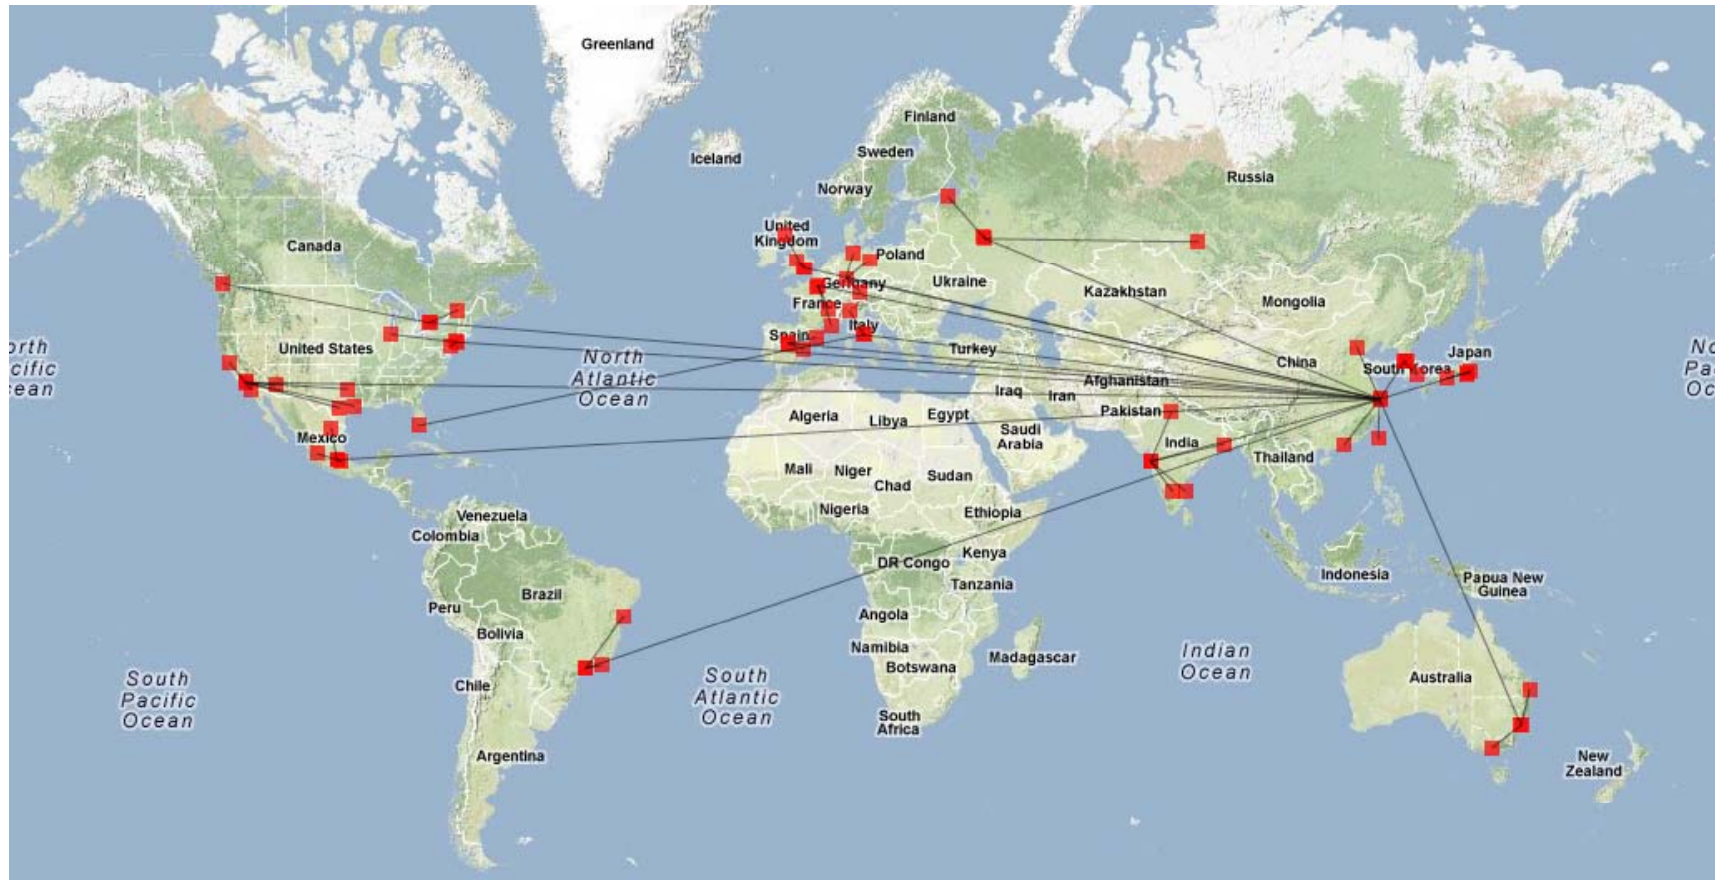 Greenland
Finland
Iceland
Sweden
Russia
Norway
United
Kingdom
Canada
Poland
Germany
Ukraine
Kazakhstan
Mongolia
France
Italy
Spain
United States
North
Atlantic
Ocean
orth
cific
cean
Turkey
China
Japan
South Korea
No
Pa
Oc
Afghanistan
Iraq
Iran
Pakistan
Algeria
Libya
Egypt
Saudi
Arabia
Mexico
India
Thailand
Mali
Niger
Chad
Sudan
Nigeria
Ethiopia
Venezuela
Colombia
Kenya
DR Congo
Tanzania
Indonesia
Papua New
Guinea
Peru
Brazil
Angola
Bolivia
Namibia
Botswana
Madagascar
Indian
Ocean
Australia
South
Pacific
Ocean
Chile
South
Atlantic
Ocean
South
Africa
Argentina
New
Zealand